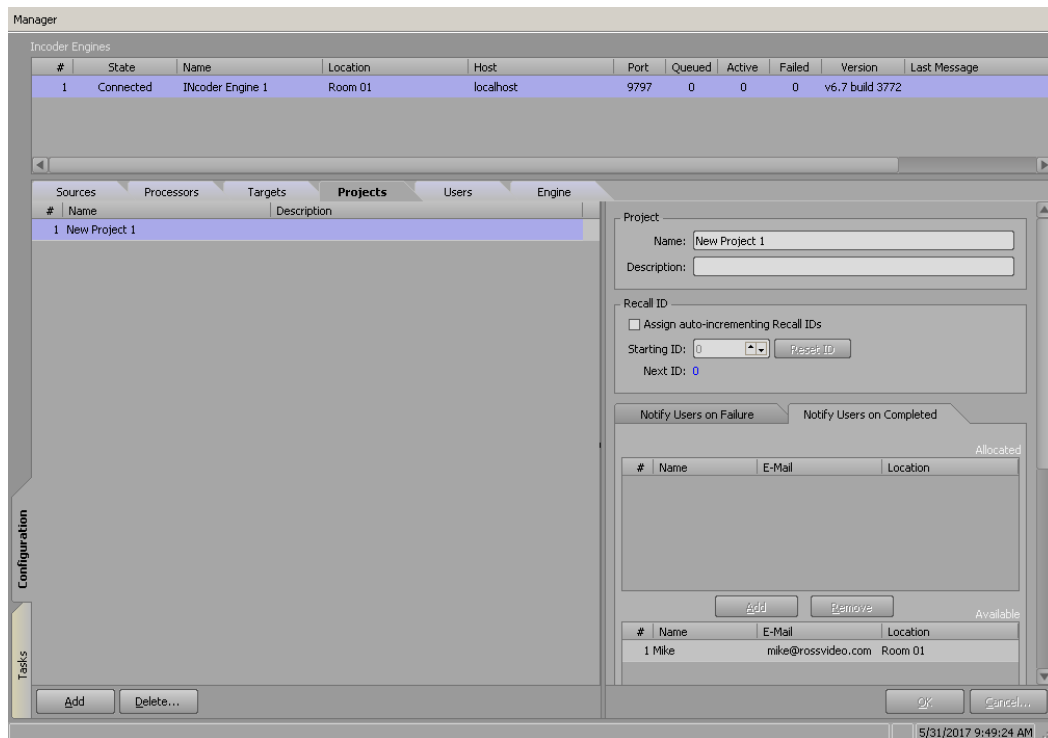 Manager
Incoder Engines
# State Name Location Host Port Queued Active Failed Version Last Message
1 Connected INcoder Engine 1 Room 01 localhost 9797 0 0 0 v6.7 build 3772
Sources Processors Targets Projects Users Engine
# Name Description
1 New Project 1
Project
Name: New Project 1
Description:
Recall ID
Assign auto-incrementing Recall IDs
Starting ID: 0 Reset ID
Next ID: 0
Notify Users on Failure Notify Users on Completed
Allocated
# Name E-Mail Location
Add Remove
Available
# Name E-Mail Location
1 Mike mike@rossvideo.com Room 01
Configuration
Tasks
Add Delete...
OK Cancel...
5/31/2017 9:49:24 AM